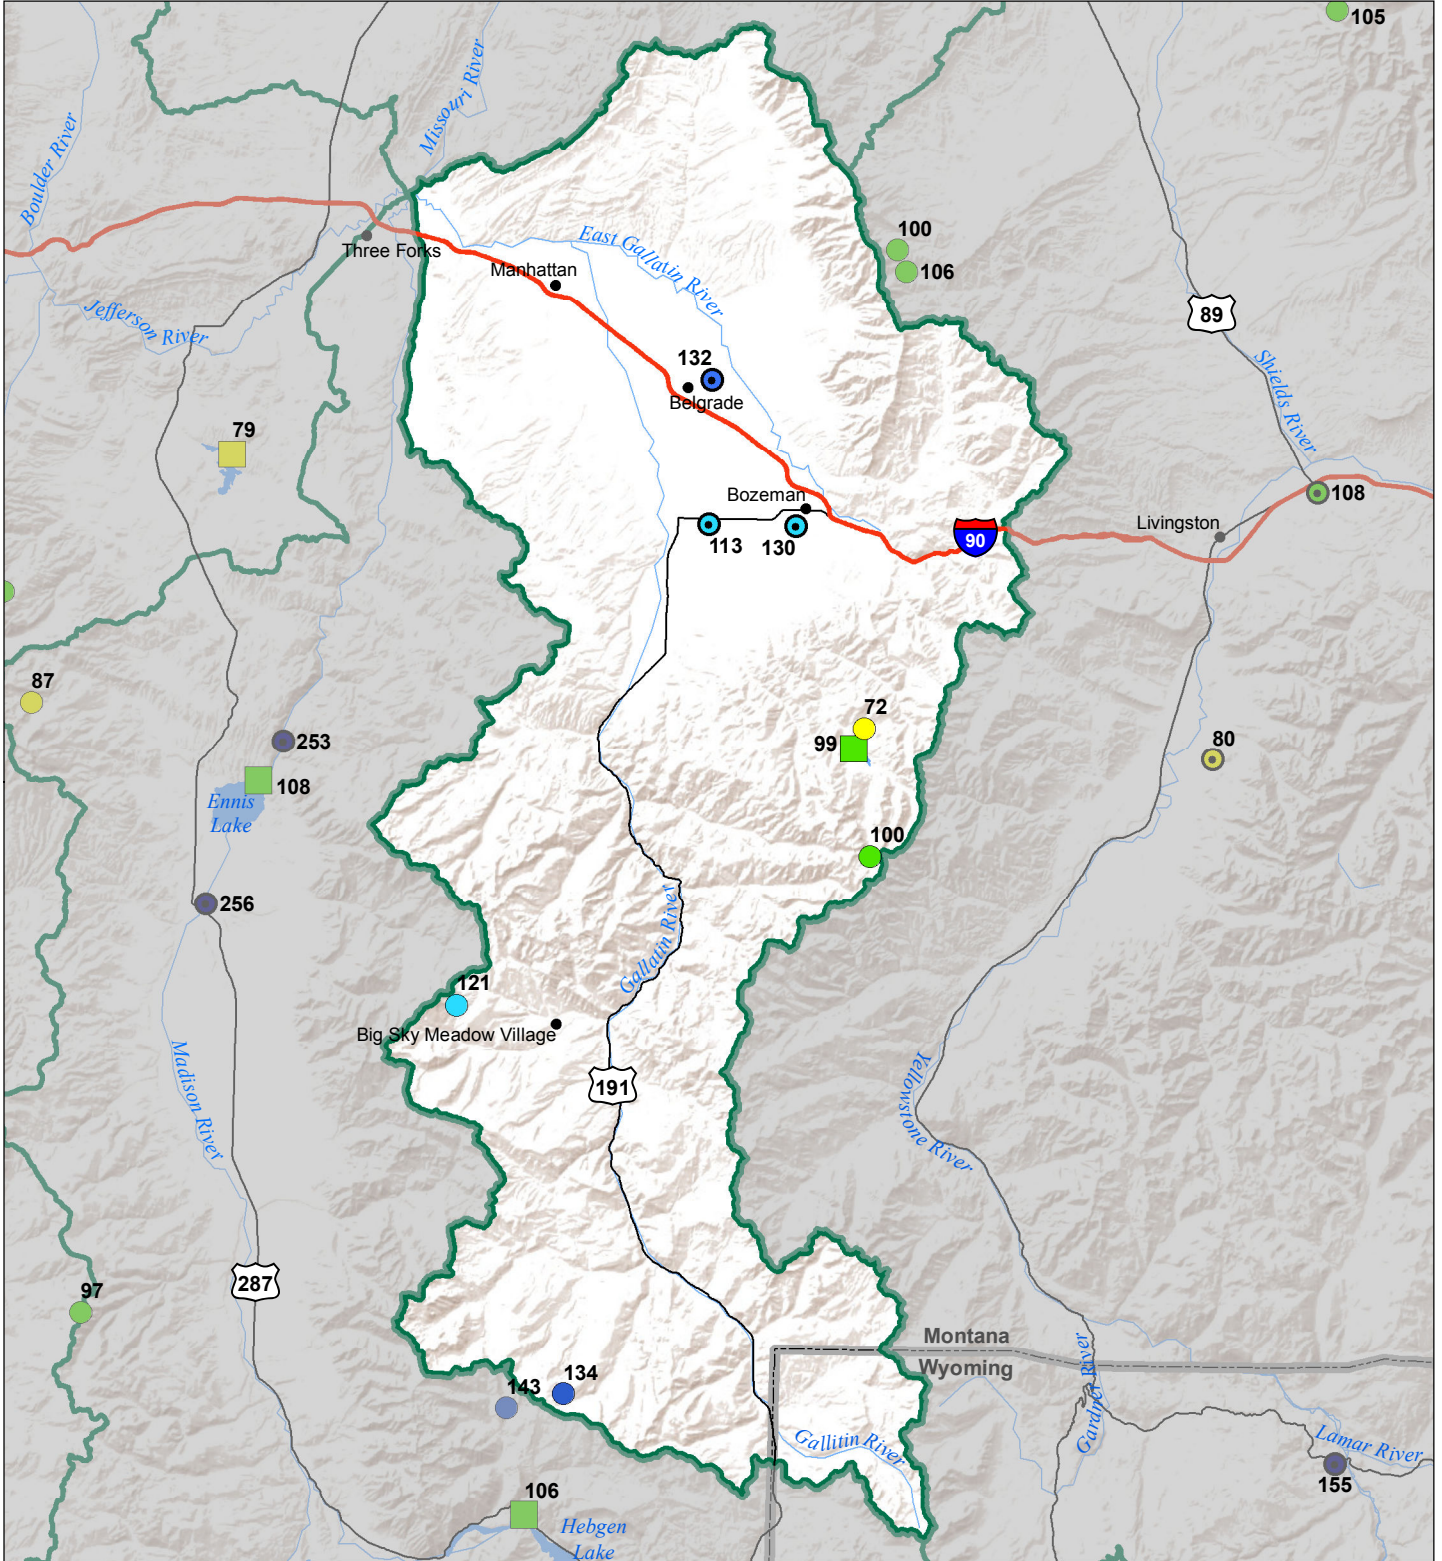 105
Missouri River
Boulder River
100
East Gallatin River
Three Forks
106
Manhattan
89
Jefferson River
132
Shields River
Belgrade
79
Bozeman
108
Livingston
113
130
90
87
72
80
253
99
108
Ennis
Lake
100
256
Gallatin River
121
Big Sky Meadow Village
Madison River
191
Yellowstone River
287
97
Montana
Wyoming
134
143
Gardner River
Gallitin River
Lamar River
155
106
Hebgen
Lake